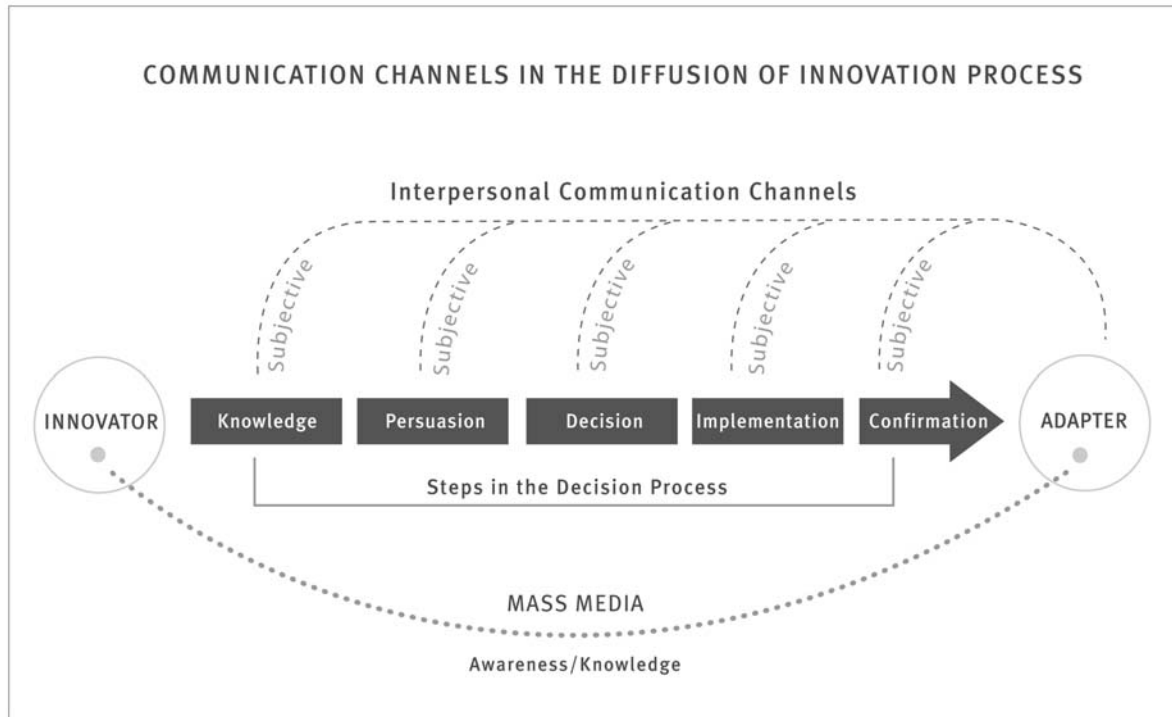 COMMUNICATION CHANNELS IN THE DIFFUSION OF INNOVATION PROCESS
Interpersonal Communication Channels
Subjective
Subjective
Subjective
Subjective
Subjective
INNOVATOR
Knowledge
Persuasion
Decision
Implementation
Confirmation
ADAPTER
Steps in the Decision Process
MASS MEDIA
Awareness/Knowledge